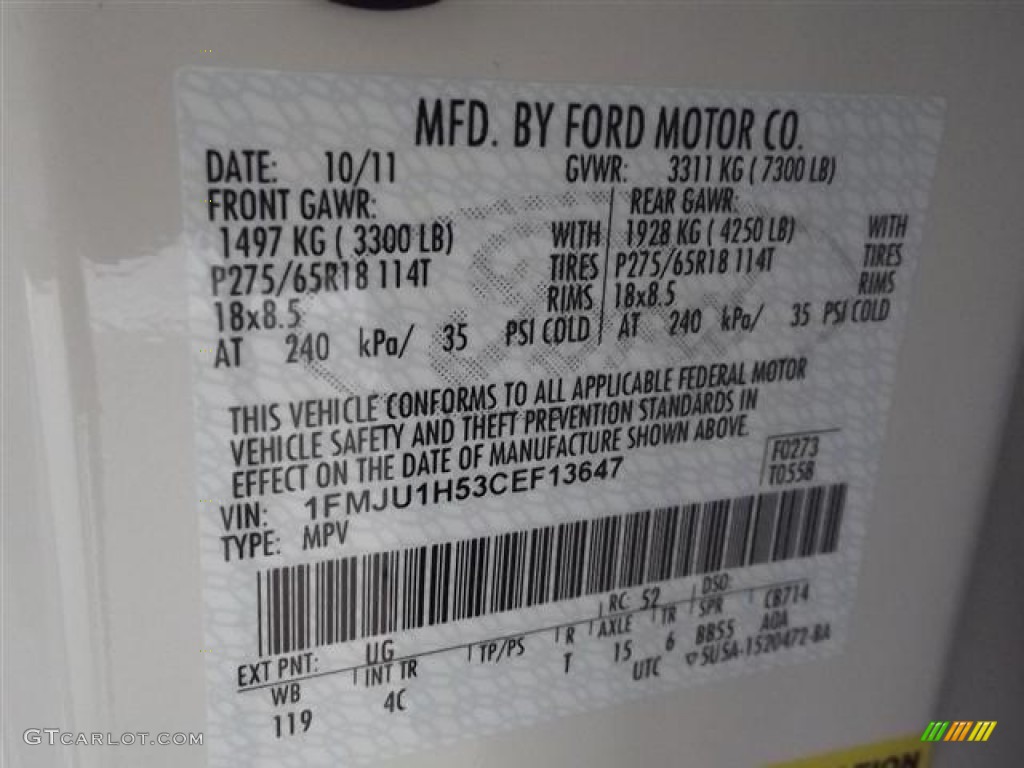 MFD. BY FORD MOTOR CO.
DATE: 10/11 GVWR: 3311 KG ( 7300 LB)
FRONT GAWR: REAR GAWR:
1497 KG ( 3300 LB) WITH 1928 KG ( 4250 LB) WITH
P275/65R18 114T TIRES P275/65R18 114T TIRES
18x8.5 RIMS 18x8.5 RIMS
AT 240 kPa/ 35 PSI COLD AT 240 kPa/ 35 PSI COLD
THIS VEHICLE CONFORMS TO ALL APPLICABLE FEDERAL MOTOR
VEHICLE SAFETY AND THEFT PREVENTION STANDARDS IN
EFFECT ON THE DATE OF MANUFACTURE SHOWN ABOVE.
F0273
VIN: 1FMJU1H53CEF13647 T0558
TYPE: MPV
EXT PNT: UG RC: 52 DSO:
WB INT TR TP/PS R AXLE TR SPR CB714
119 4C T 15 6 BB55 AOA
UTC ▽SU5A-1520472-BA
GTCARLOT.COM